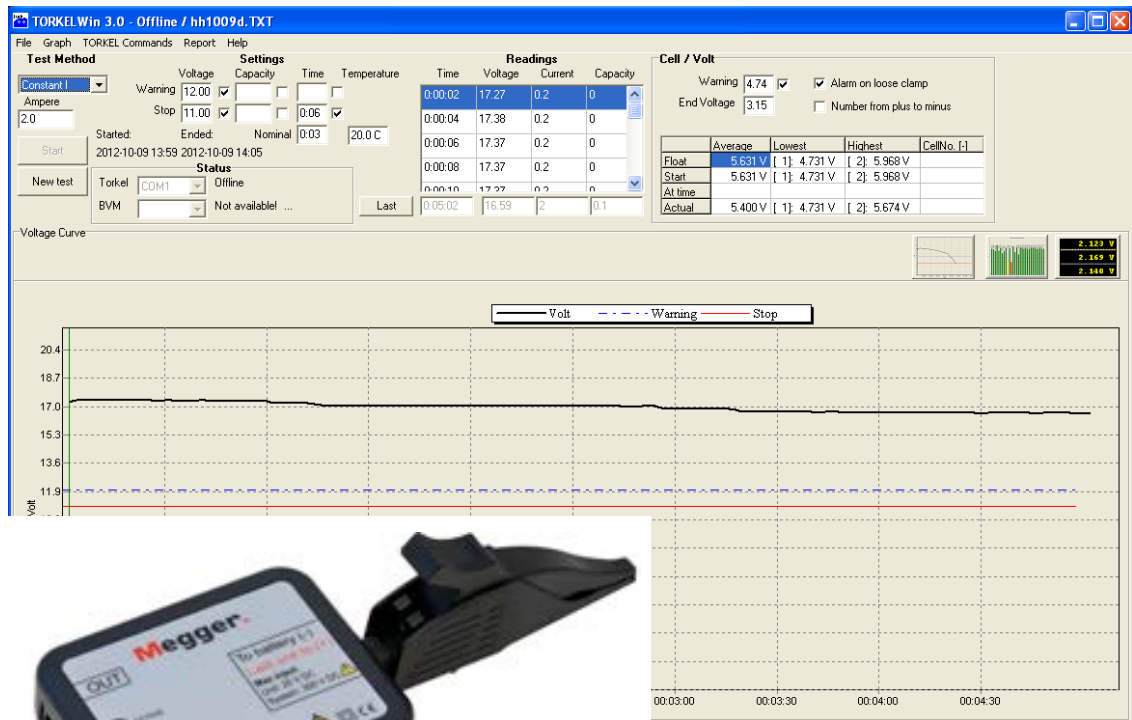 TORKELWin 3.0 - Offline / hh1009d.TXT
File Graph TORKEL Commands Report Help
Test Method
Constant I
Ampere
2.0
Start
New test
Settings
Voltage Capacity Time Temperature
Warning 12.00
Stop 11.00 0:06
Started: Ended: Nominal 0:03 20.0 C
2012-10-09 13:59 2012-10-09 14:05
Status
Torkel COM1 Offline
BVM Not available! ...
Readings
Time Voltage Current Capacity
0:00:02 17.27 0.2 0
0:00:04 17.38 0.2 0
0:00:06 17.37 0.2 0
0:00:08 17.37 0.2 0
0:00:10 17.37 0.2 0
Last 0:05:02 16.59 2 0.1
Cell / Volt
Warning 4.74 Alarm on loose clamp
End Voltage 3.15 Number from plus to minus
Average Lowest Highest CellNo. [-]
Float 5.631 V [ 1]: 4.731 V [ 2]: 5.968 V
Start 5.631 V [ 1]: 4.731 V [ 2]: 5.968 V
At time
Actual 5.400 V [ 1]: 4.731 V [ 2]: 5.674 V
Voltage Curve
2.123 V
2.169 V
2.140 V
Volt Warning Stop
20.4
18.7
17.0
15.3
13.6
11.9
Volt
00:03:00 00:03:30 00:04:00 00:04:30
Megger
To battery (-)
Max input
OUT